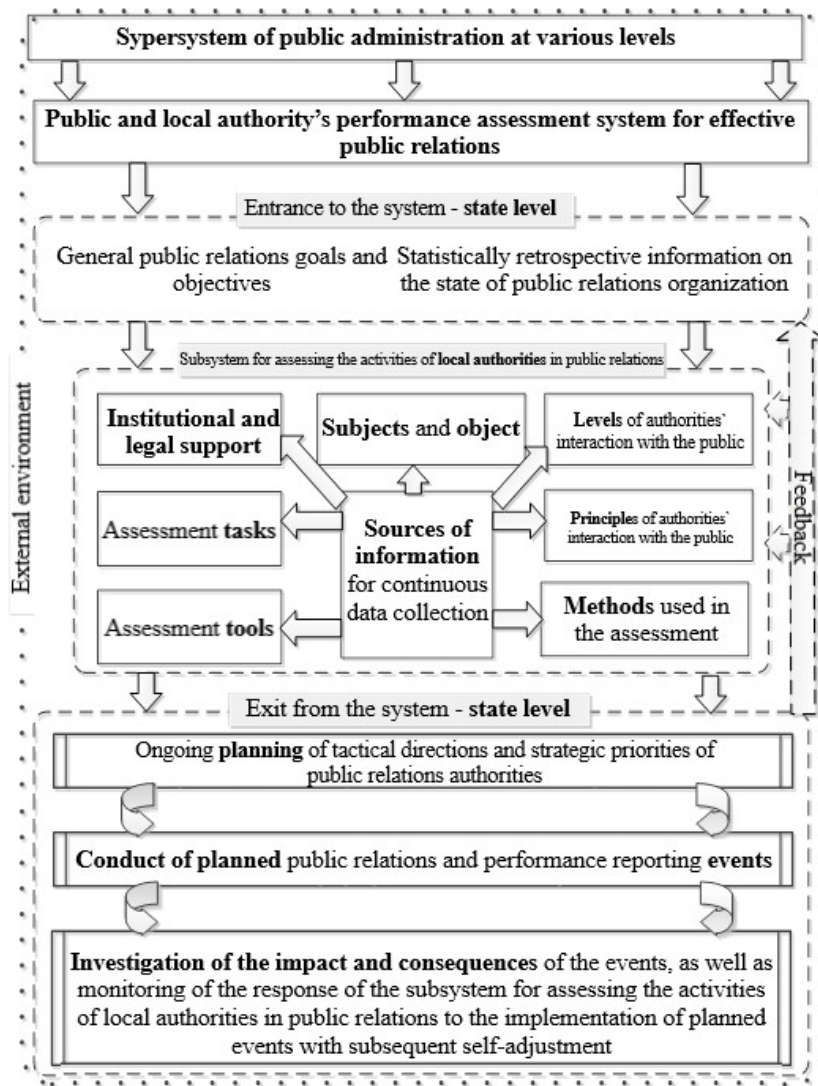 Sypersystem of public administration at various levels
Public and local authority's performance assessment system for effective
public relations
Entrance to the system - state level
General public relations goals and
objectives
Statistically retrospective information on
the state of public relations organization
External environment
Subsystem for assessing the activities of local authorities in public relations
Institutional and
legal support
Subjects and object
Levels of authorities`
interaction with the public
Assessment tasks
Sources of
information
for continuous
data collection
Principles of authorities`
interaction with the public
Assessment tools
Methods used in
the assessment
Feedback
Exit from the system - state level
Ongoing planning of tactical directions and strategic priorities of
public relations authorities
Conduct of planned public relations and performance reporting events
Investigation of the impact and consequences of the events, as well as
monitoring of the response of the subsystem for assessing the activities
of local authorities in public relations to the implementation of planned
events with subsequent self-adjustment